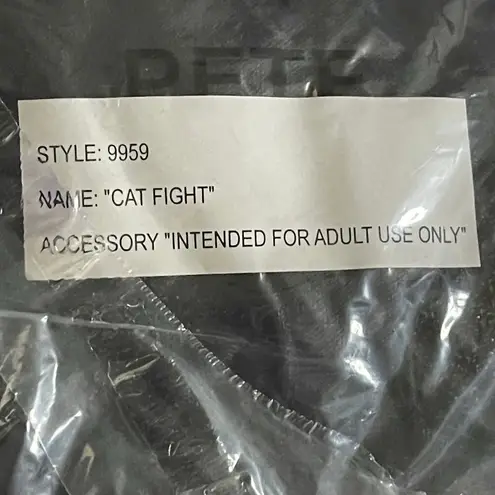 STYLE: 9959
NAME: "CAT FIGHT"
ACCESSORY "INTENDED FOR ADULT USE ONLY"